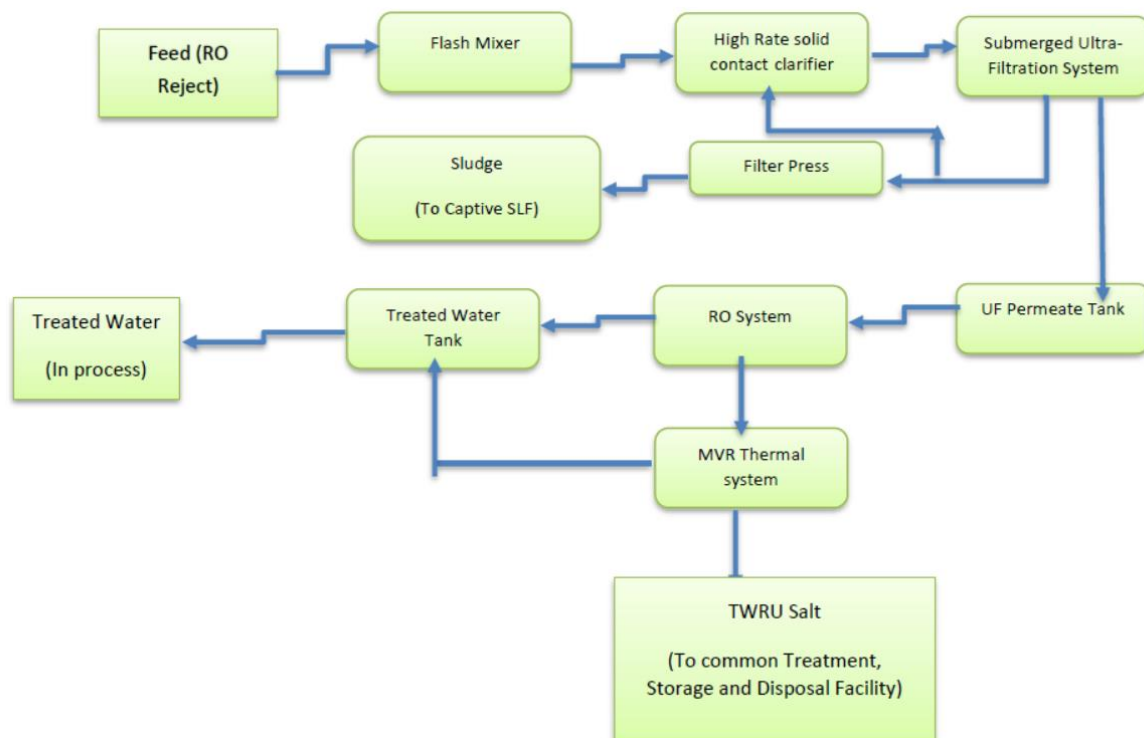 Feed (RO
Reject)
Flash Mixer
High Rate solid
contact clarifier
Submerged Ultra-
Filtration System
Sludge
(To Captive SLF)
Filter Press
Treated Water
(In process)
Treated Water
Tank
RO System
UF Permeate Tank
MVR Thermal
system
TWRU Salt
(To common Treatment,
Storage and Disposal Facility)